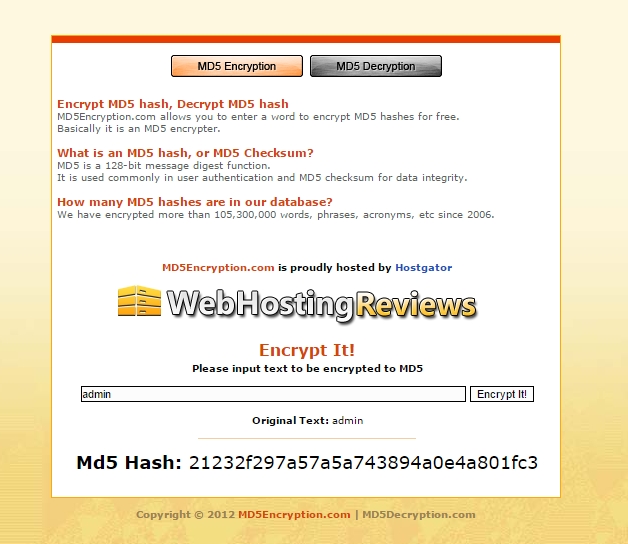 MD5 Encryption MD5 Decryption
Encrypt MD5 hash, Decrypt MD5 hash
MD5Encryption.com allows you to enter a word to encrypt MD5 hashes for free.
Basically it is an MD5 encrypter.
What is an MD5 hash, or MD5 Checksum?
MD5 is a 128-bit message digest function.
It is used commonly in user authentication and MD5 checksum for data integrity.
How many MD5 hashes are in our database?
We have encrypted more than 105,300,000 words, phrases, acronyms, etc since 2006.
MD5Encryption.com is proudly hosted by Hostgator
WebHostingReviews
Encrypt It!
Please input text to be encrypted to MD5
admin Encrypt It!
Original Text: admin
Md5 Hash: 21232f297a57a5a743894a0e4a801fc3
Copyright © 2012 MD5Encryption.com | MD5Decryption.com